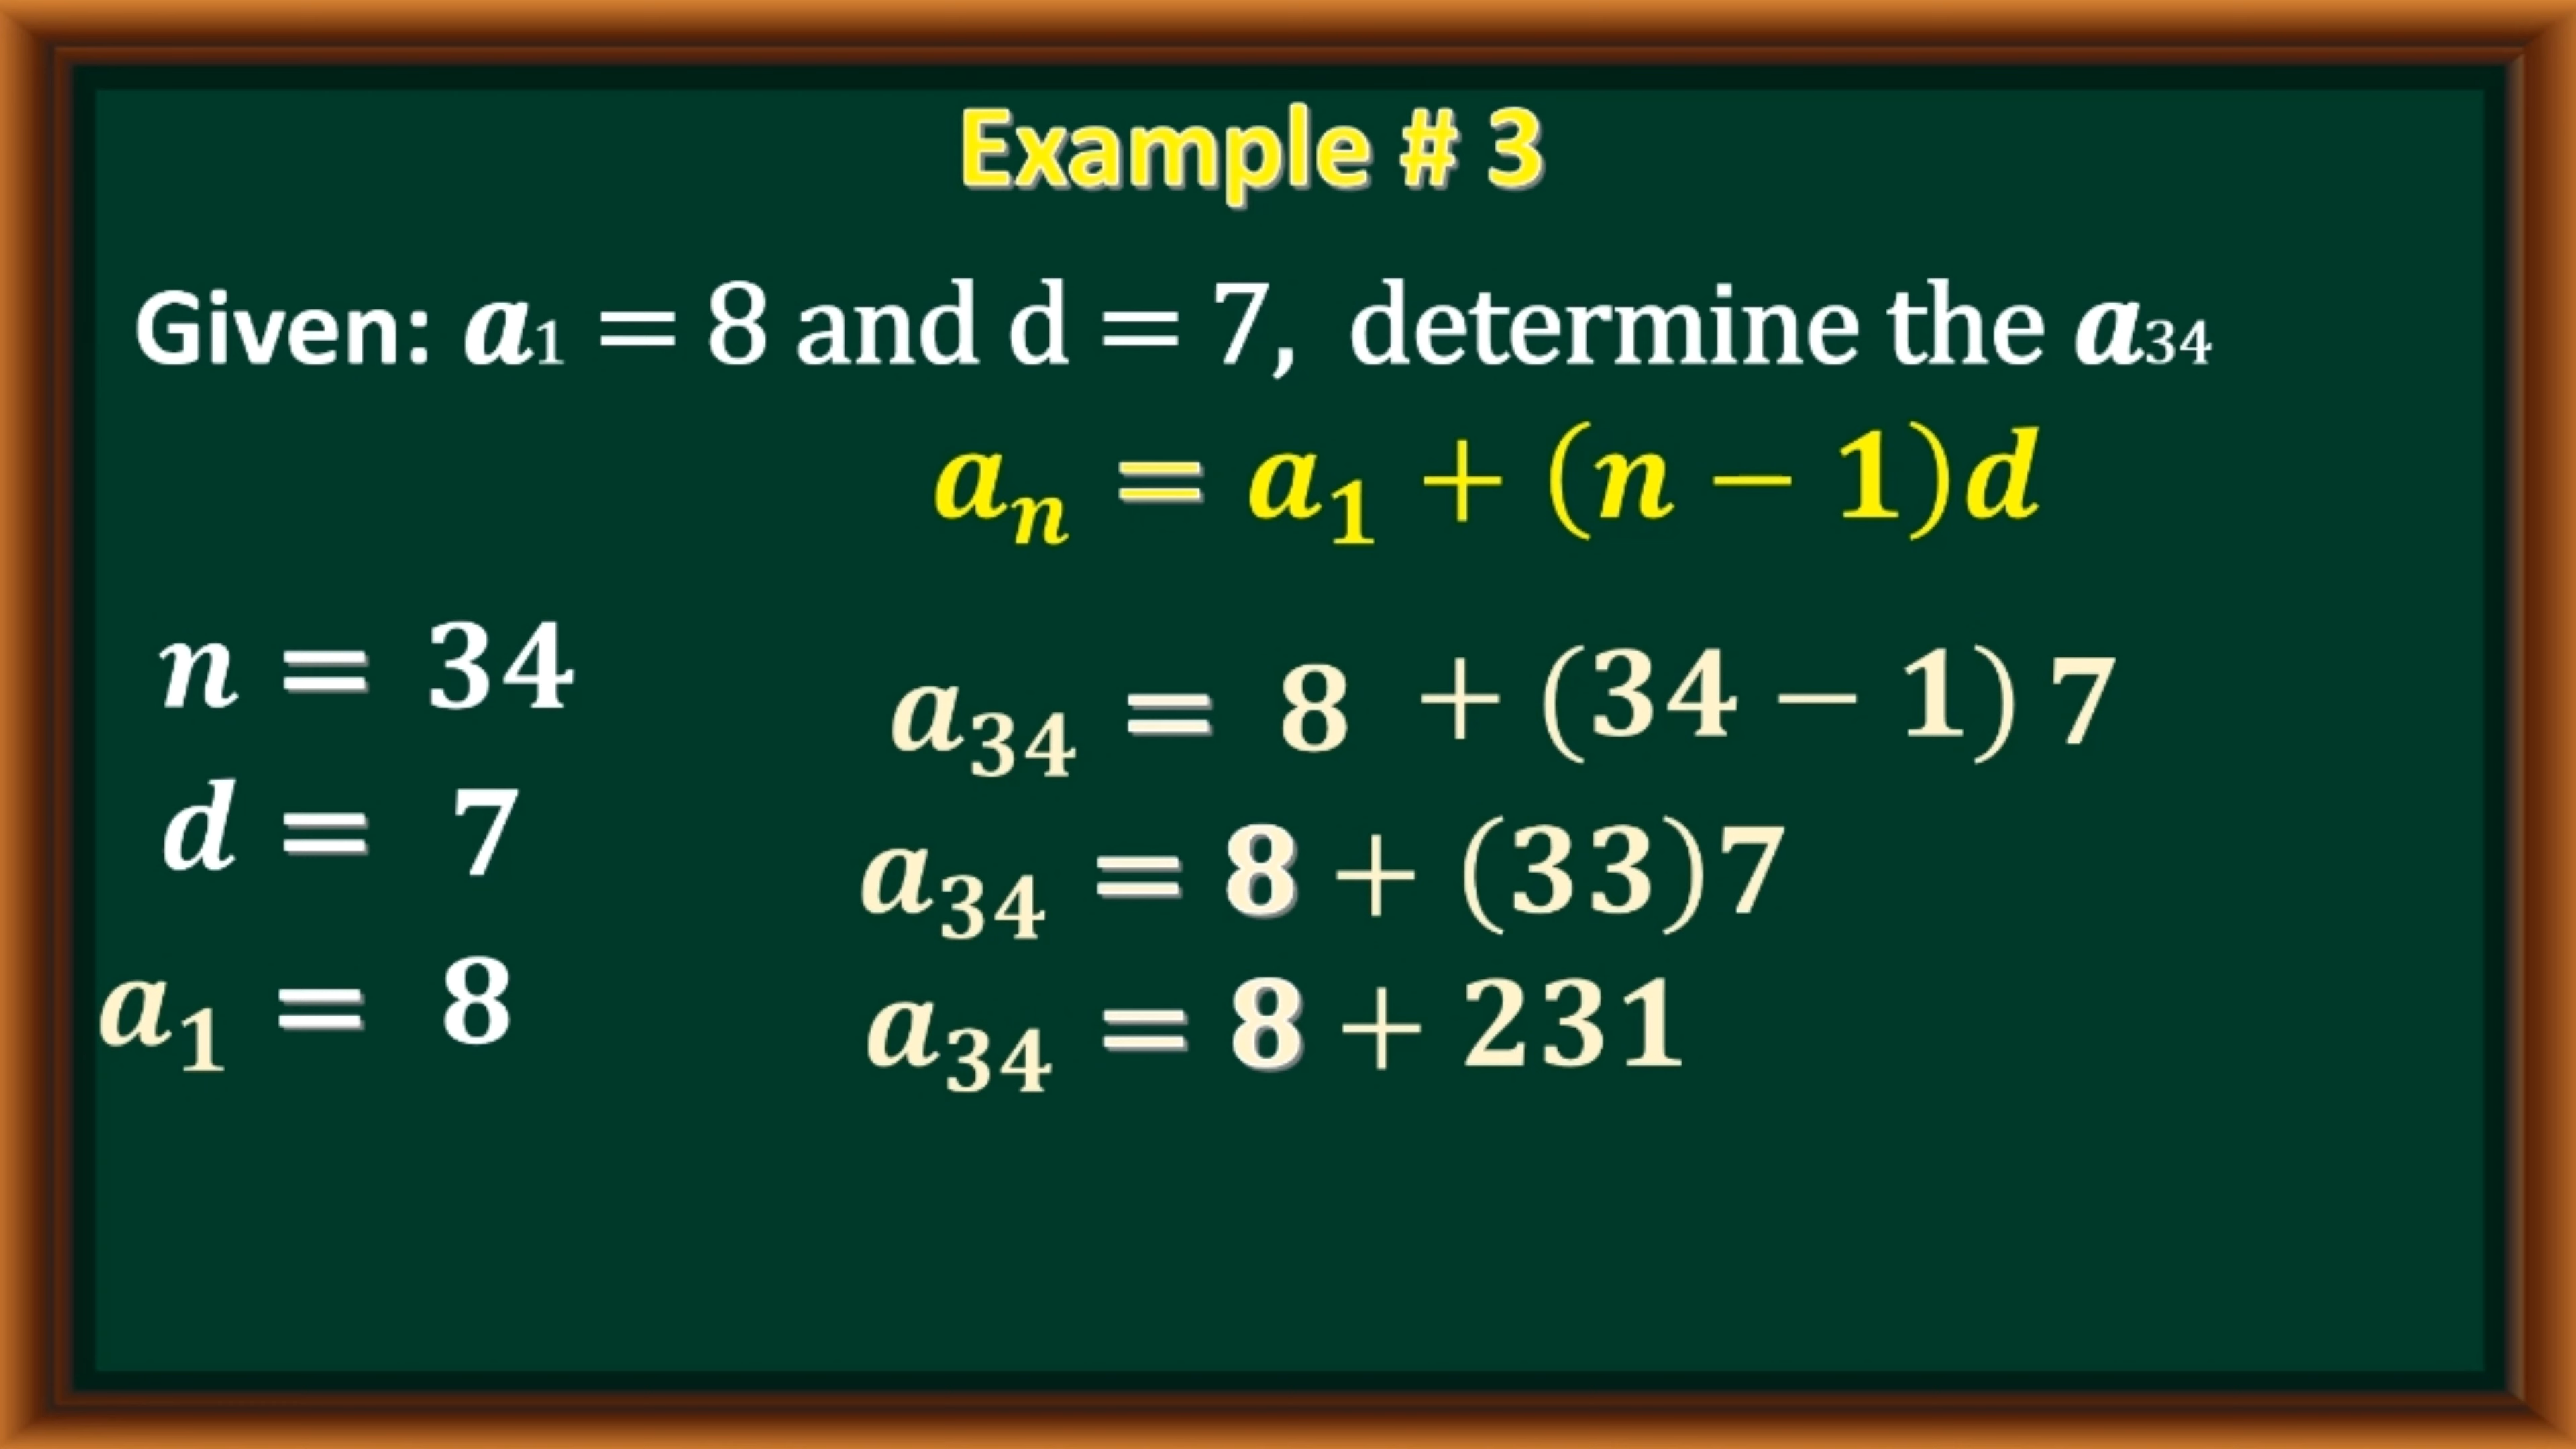 Example # 3
Given: a₁ = 8 and d = 7, determine the a₃₄
aₙ = a₁ + (n − 1)d
n = 34
a₃₄ = 8 + (34 − 1) 7
d = 7
a₃₄ = 8 + (33)7
a₁ = 8
a₃₄ = 8 + 231